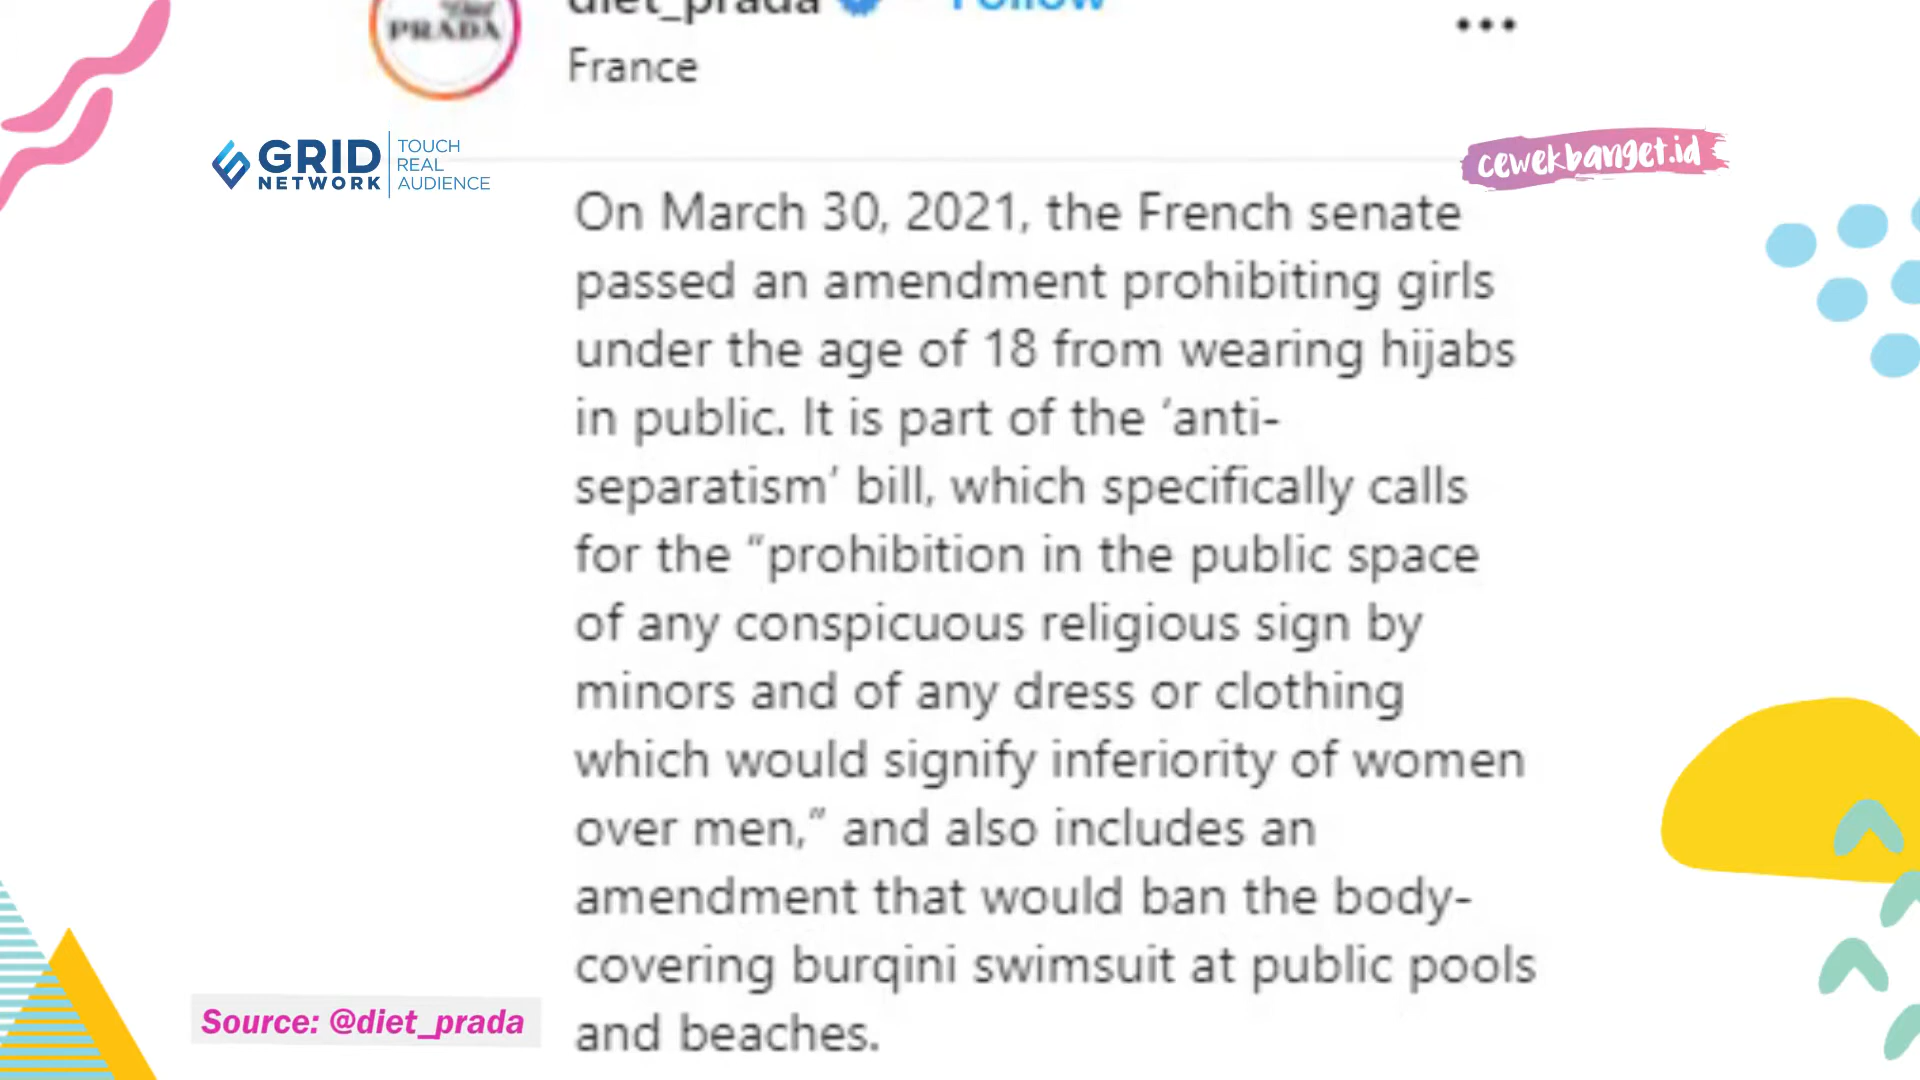 diet_prada Follow
PRADA
France
GRID NETWORK
TOUCH
REAL
AUDIENCE
cewekbanget.id
On March 30, 2021, the French senate
passed an amendment prohibiting girls
under the age of 18 from wearing hijabs
in public. It is part of the ‘anti-
separatism’ bill, which specifically calls
for the “prohibition in the public space
of any conspicuous religious sign by
minors and of any dress or clothing
which would signify inferiority of women
over men,” and also includes an
amendment that would ban the body-
covering burqini swimsuit at public pools
and beaches.
Source: @diet_prada